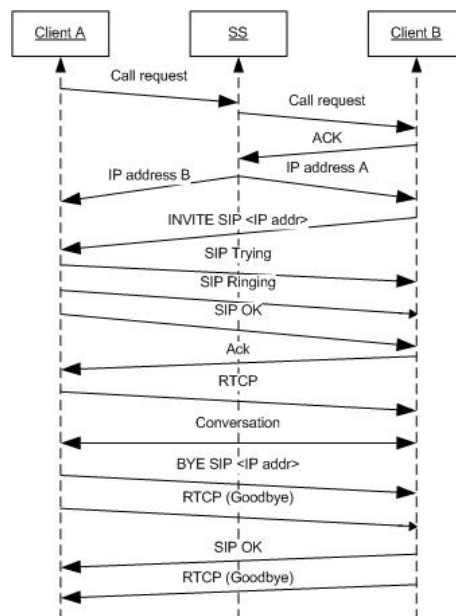 Client A
SS
Client B
Call request
Call request
ACK
IP address B
IP address A
INVITE SIP <IP addr>
SIP Trying
SIP Ringing
SIP OK
Ack
RTCP
Conversation
BYE SIP <IP addr>
RTCP (Goodbye)
SIP OK
RTCP (Goodbye)